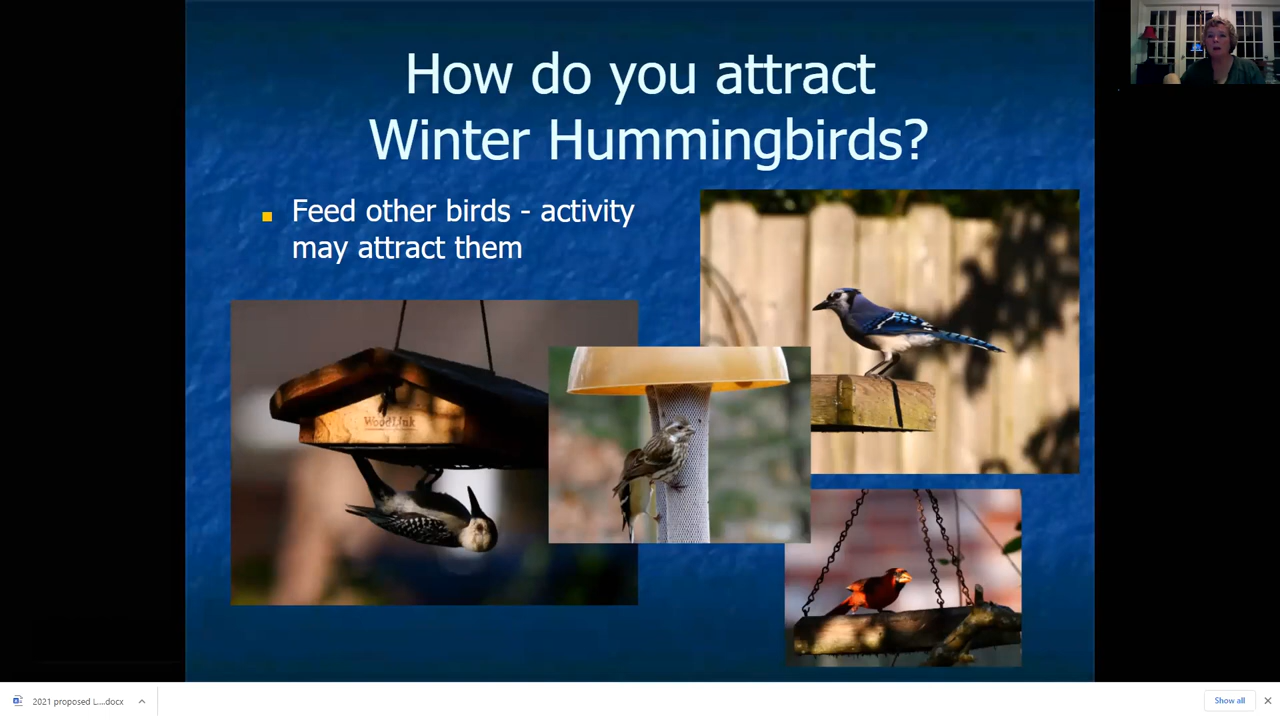 How do you attract
Winter Hummingbirds?
Feed other birds - activity
may attract them
WoodLink
2021 proposed L....docx
Show all